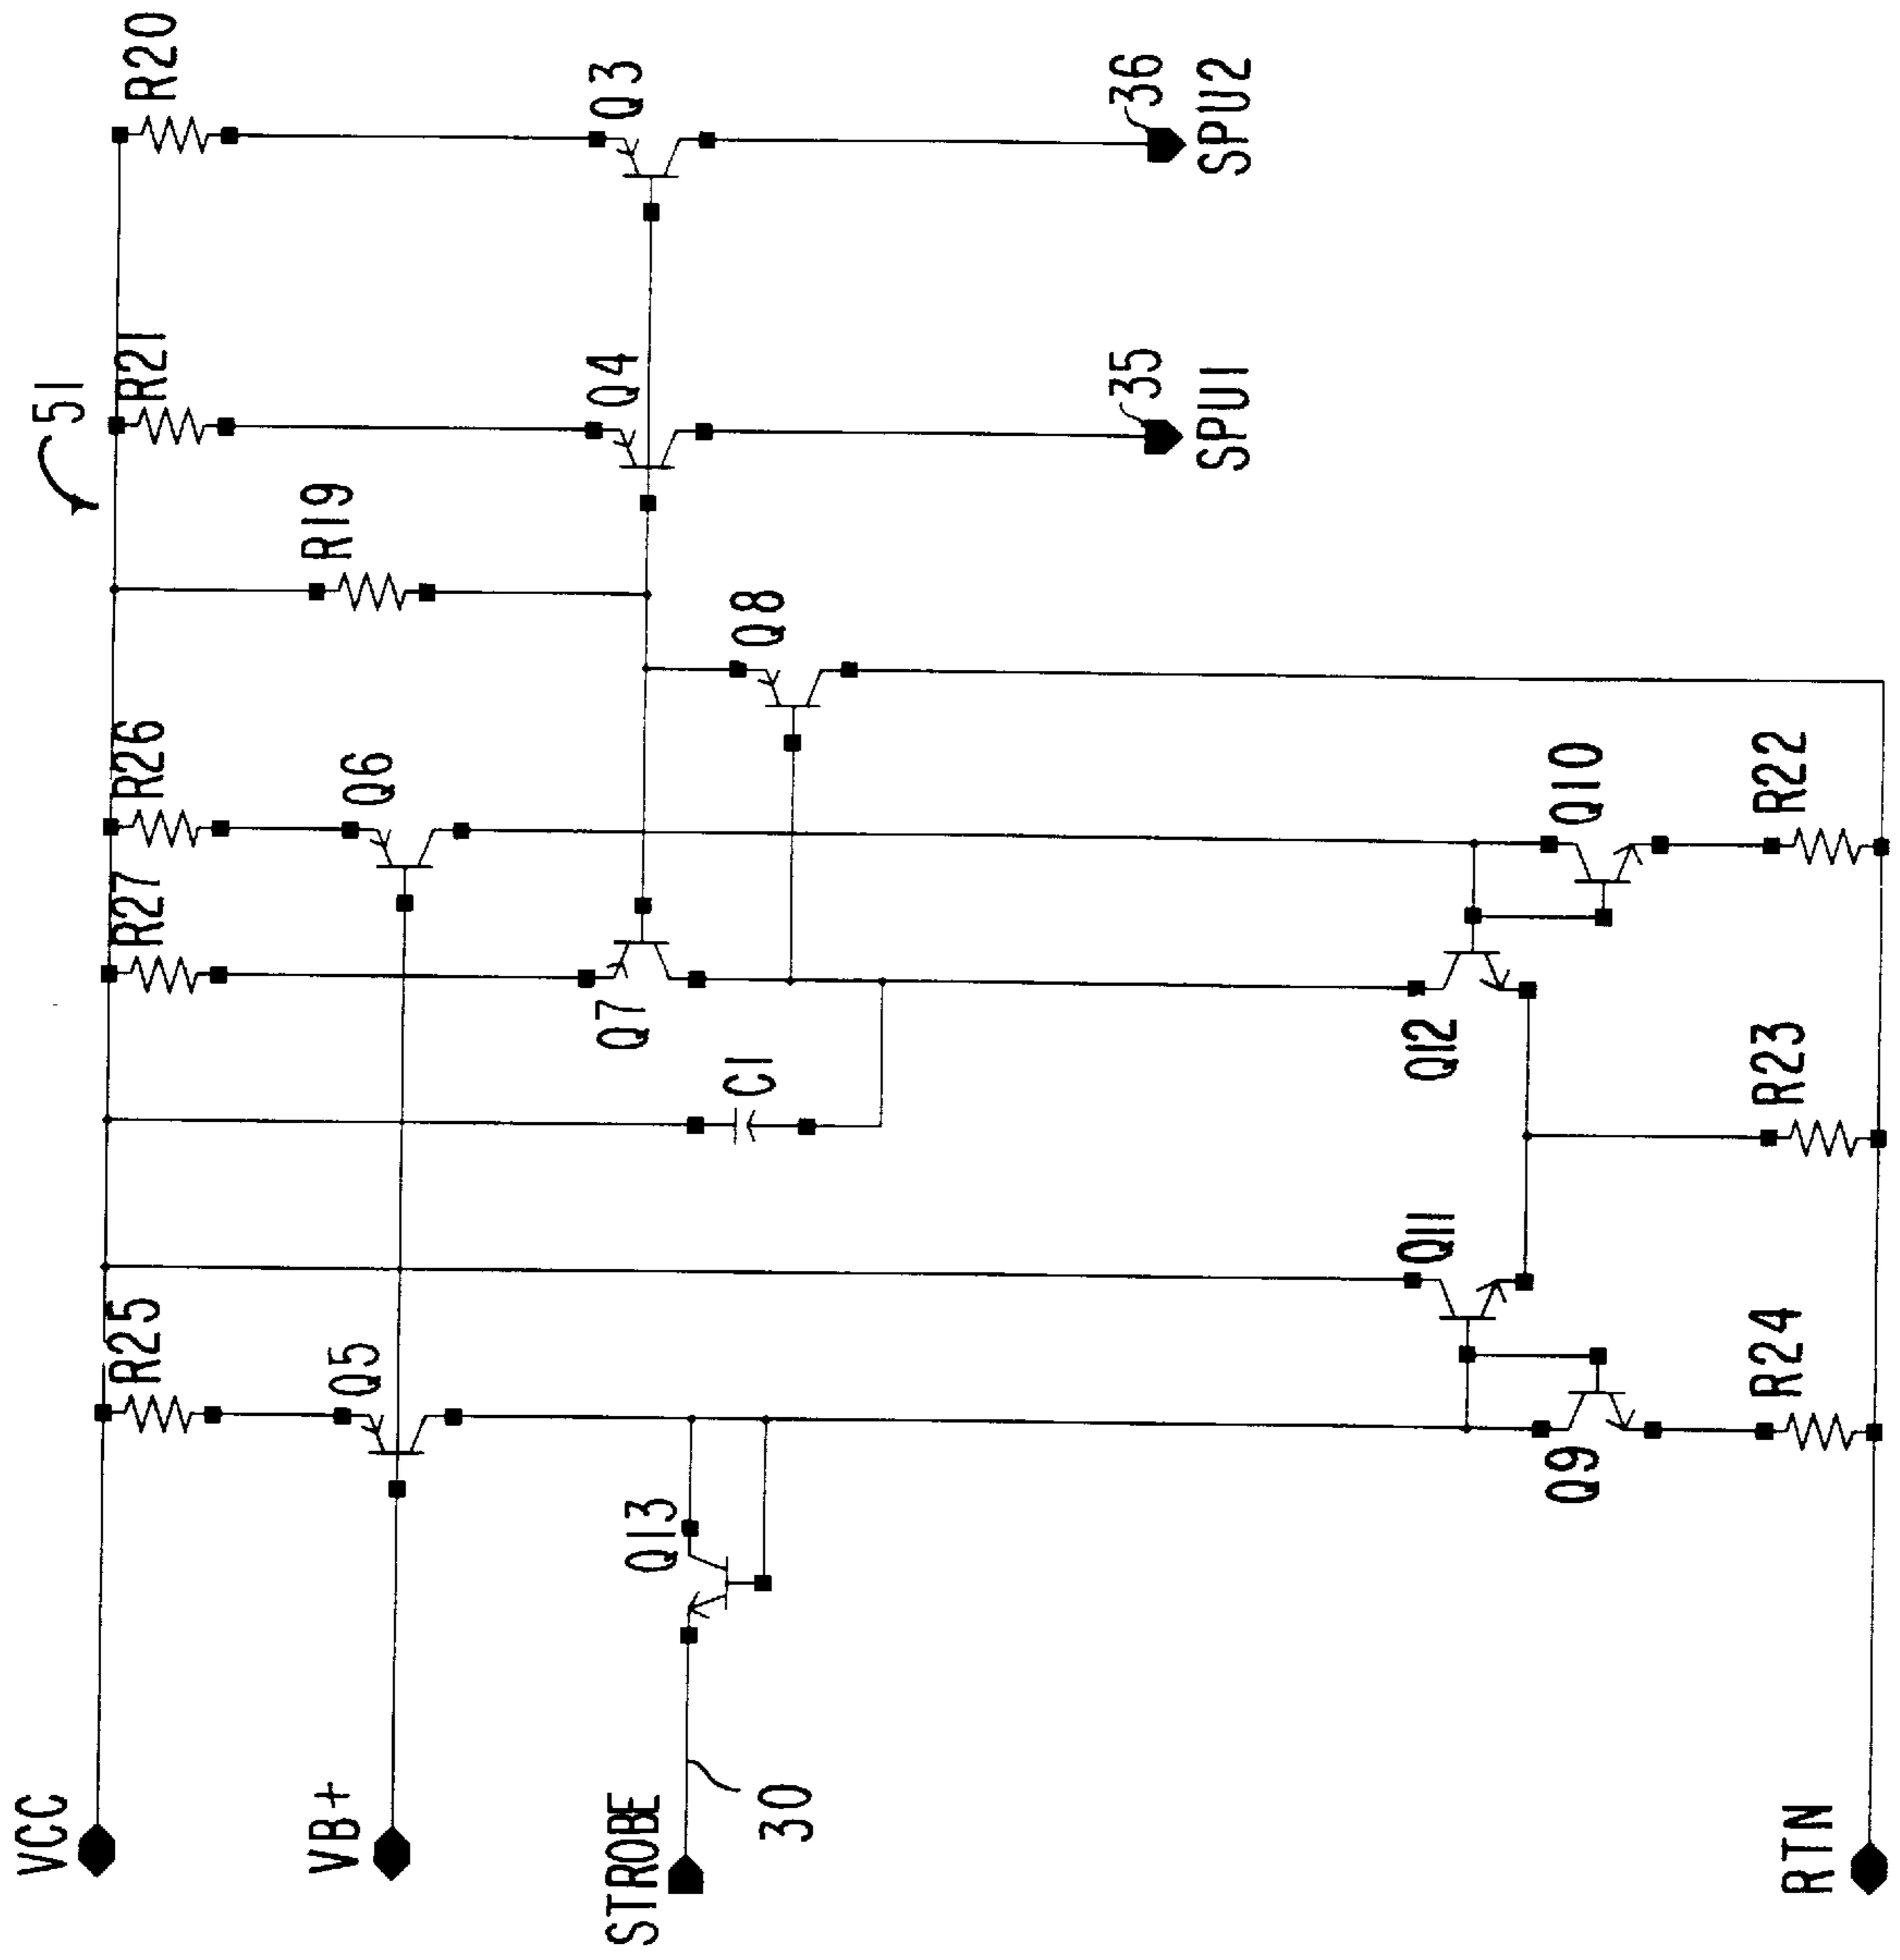 51
VCC
R25
R27
R26
R21
R20
R19
VB+
Q5
Q6
Q7
Q8
Q4
Q3
C1
STROBE
30
Q13
35
SPU1
36
SPU2
Q11
Q12
Q10
Q9
R24
R23
R22
RTN